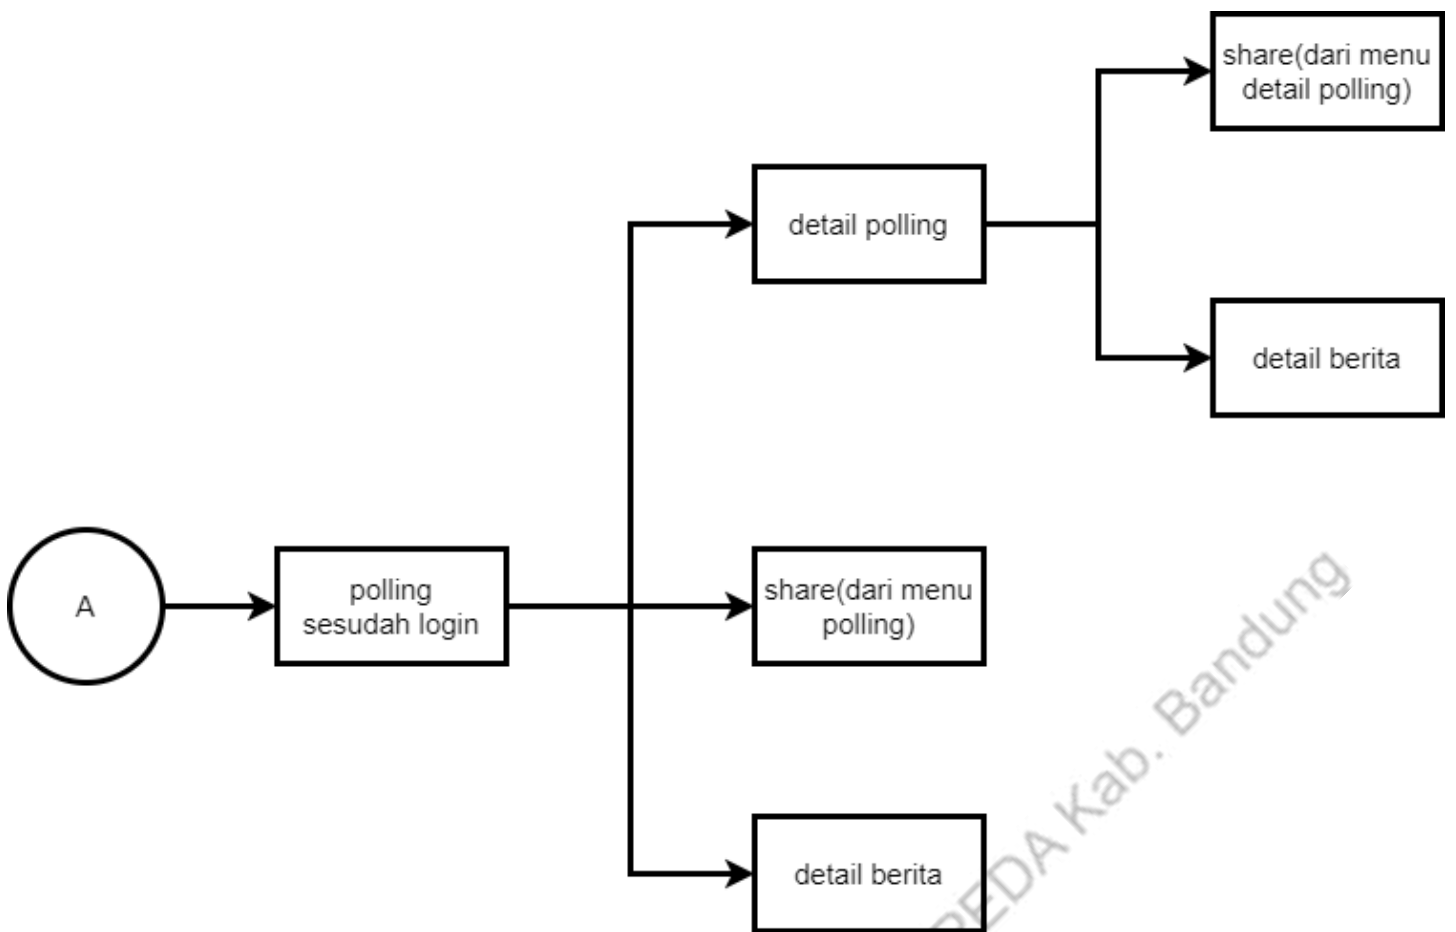 share(dari menu
detail polling)
detail polling
detail berita
A
polling
sesudah login
share(dari menu
polling)
detail berita
Kab. Bandung